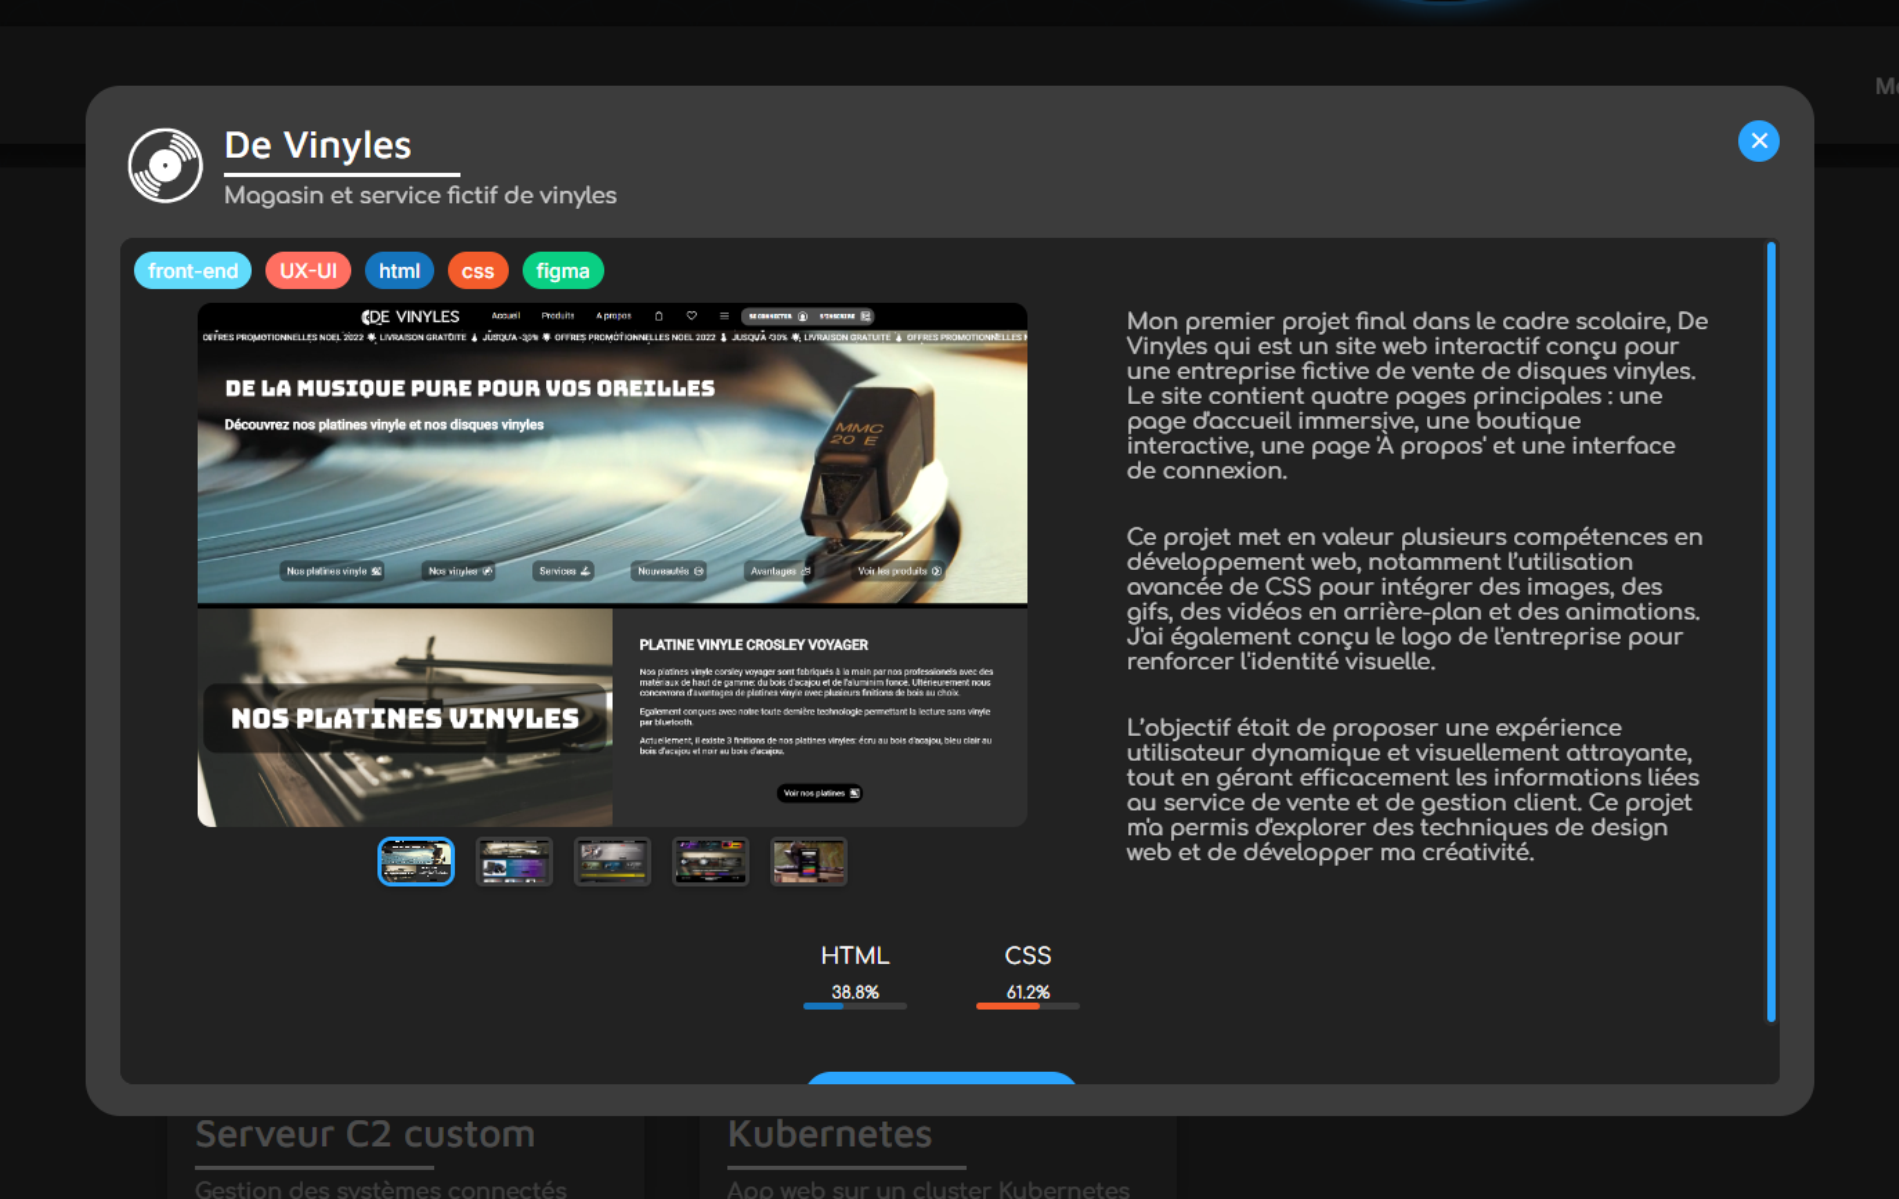 De Vinyles
Magasin et service fictif de vinyles
front-end UX-UI html css figma
DE VINYLES Accueil Produits A propos SE CONNECTER S'INSCRIRE
OFFRES PROMOTIONNELLES NOEL 2022 LIVRAISON GRATUITE JUSQU'A -30% OFFRES PROMOTIONNELLES NOEL 2022 JUSQU'A -30% LIVRAISON GRATUITE OFFRES PROMOTIONNELLES
DE LA MUSIQUE PURE POUR VOS OREILLES
Découvrez nos platines vinyle et nos disques vinyles
MMC
20 E
Nos platines vinyle Nos vinyles Services Nouveautés Avantages Voir les produits
NOS PLATINES VINYLES
PLATINE VINYLE CROSLEY VOYAGER
Nos platines vinyle corsley voyager sont fabriqués à la main par nos professionels avec des
matériaux de haut de gamme: du bois d'acajou et de l'aluminim foncé. Ultérieurement nous
concevrons d'avantages de platines vinyle avec plusieurs finitions de bois au choix.
Egalement conçues avec notre toute dernière technologie permettant la lecture sans vinyle
par bluetooth.
Actuellement, il existe 3 finitions de nos platines vinyles: écru au bois d'acajou, bleu clair au
bois d'acajou et noir au bois d'acajou.
Voir nos platines
Mon premier projet final dans le cadre scolaire, De
Vinyles qui est un site web interactif conçu pour
une entreprise fictive de vente de disques vinyles.
Le site contient quatre pages principales : une
page d'accueil immersive, une boutique
interactive, une page 'À propos' et une interface
de connexion.
Ce projet met en valeur plusieurs compétences en
développement web, notamment l'utilisation
avancée de CSS pour intégrer des images, des
gifs, des vidéos en arrière-plan et des animations.
J'ai également conçu le logo de l'entreprise pour
renforcer l'identité visuelle.
L'objectif était de proposer une expérience
utilisateur dynamique et visuellement attrayante,
tout en gérant efficacement les informations liées
au service de vente et de gestion client. Ce projet
m'a permis d'explorer des techniques de design
web et de développer ma créativité.
HTML CSS
38.8% 61.2%
Serveur C2 custom
Gestion des systèmes connectés
Kubernetes
App web sur un cluster Kubernetes